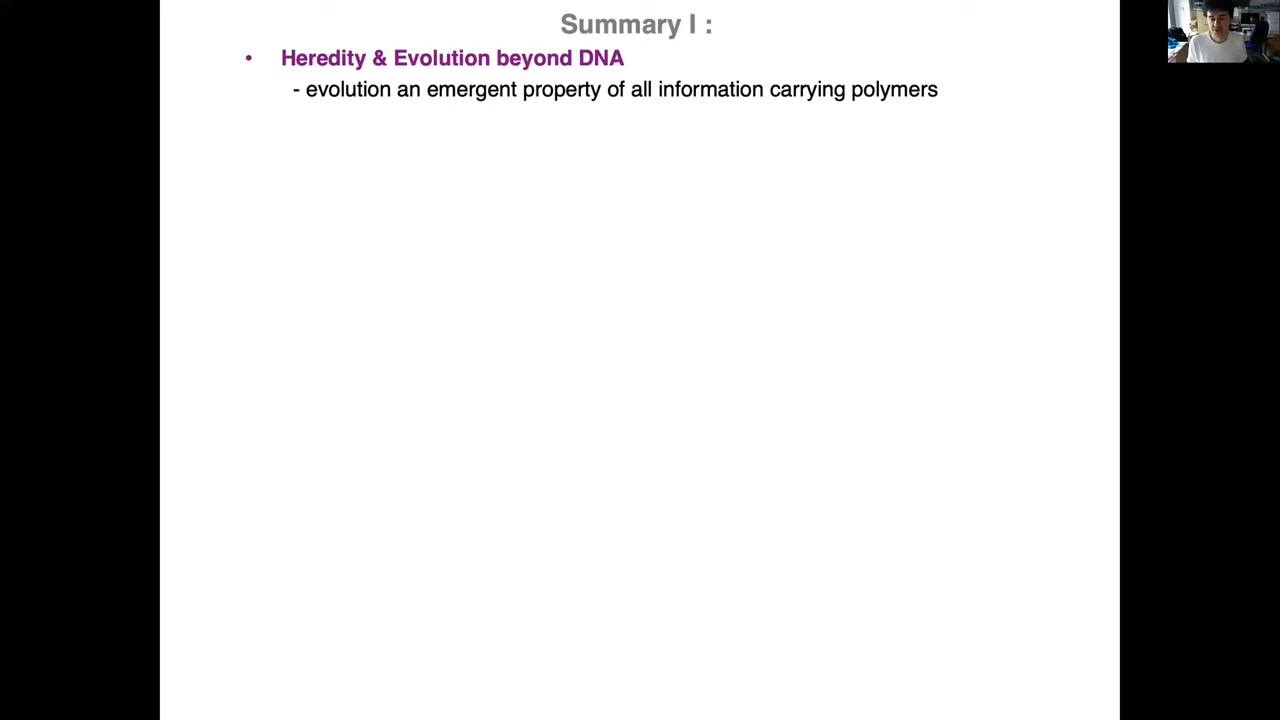 Summary I :
• Heredity & Evolution beyond DNA
- evolution an emergent property of all information carrying polymers